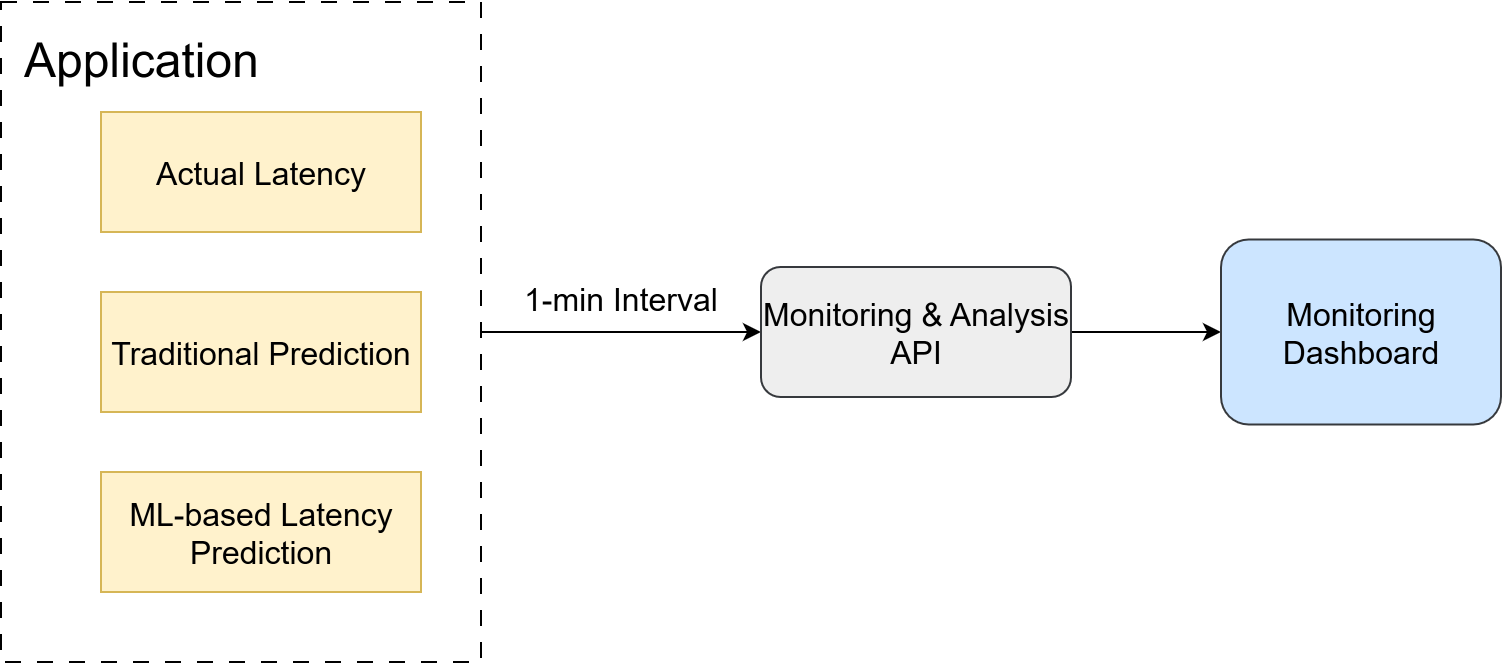 Application
Actual Latency
Traditional Prediction
ML-based Latency
Prediction
1-min Interval
Monitoring & Analysis
API
Monitoring
Dashboard